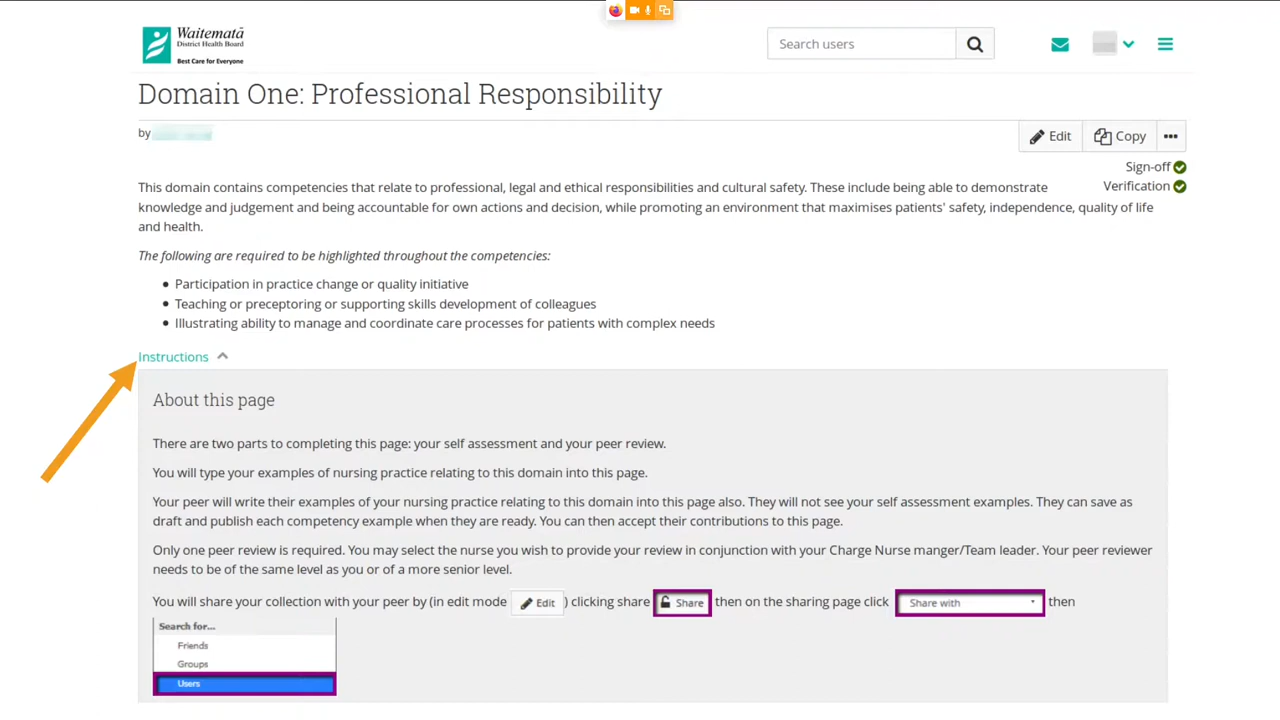 Waitematā
District Health Board
Best Care for Everyone
Search users
Domain One: Professional Responsibility
by
Edit
Copy
Sign-off
Verification
This domain contains competencies that relate to professional, legal and ethical responsibilities and cultural safety. These include being able to demonstrate
knowledge and judgement and being accountable for own actions and decision, while promoting an environment that maximises patients' safety, independence, quality of life
and health.
The following are required to be highlighted throughout the competencies:
Participation in practice change or quality initiative
Teaching or preceptoring or supporting skills development of colleagues
Illustrating ability to manage and coordinate care processes for patients with complex needs
Instructions
About this page
There are two parts to completing this page: your self assessment and your peer review.
You will type your examples of nursing practice relating to this domain into this page.
Your peer will write their examples of your nursing practice relating to this domain into this page also. They will not see your self assessment examples. They can save as
draft and publish each competency example when they are ready. You can then accept their contributions to this page.
Only one peer review is required. You may select the nurse you wish to provide your review in conjunction with your Charge Nurse manger/Team leader. Your peer reviewer
needs to be of the same level as you or of a more senior level.
You will share your collection with your peer by (in edit mode Edit ) clicking share Share then on the sharing page click Share with then
Search for...
Friends
Groups
Users